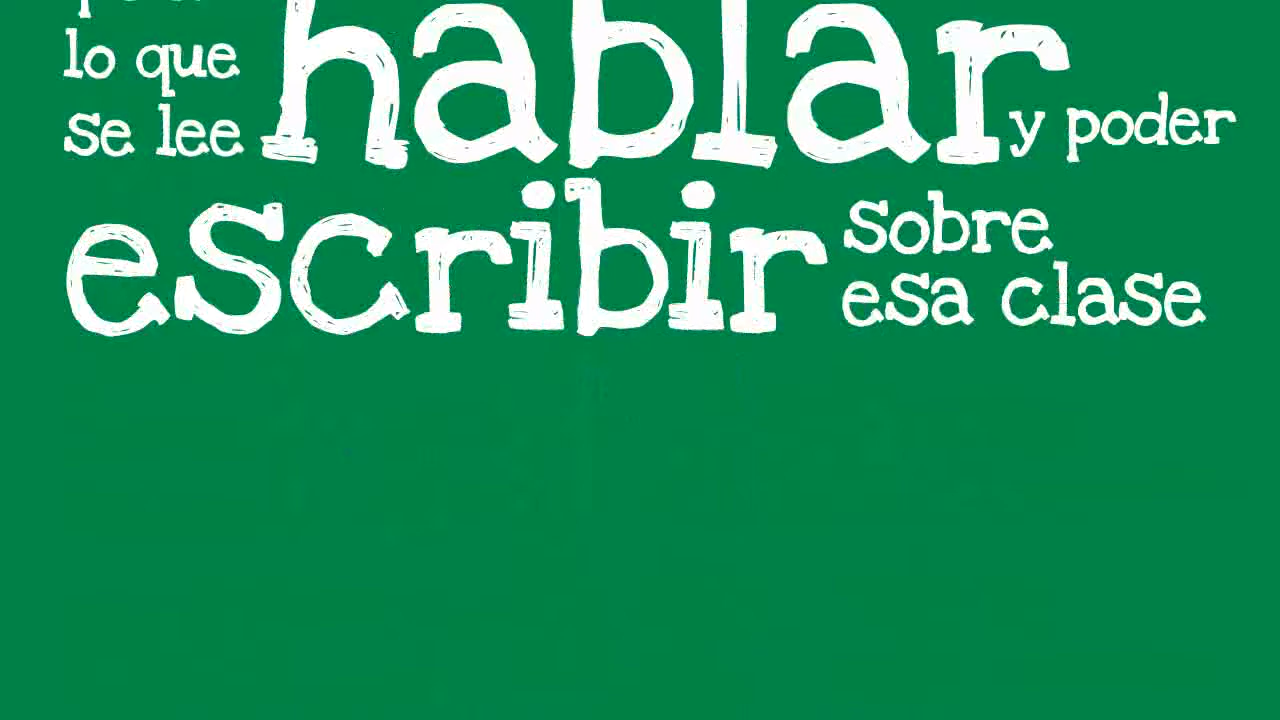 lo que
se lee hablar y poder
escribir sobre
esa clase